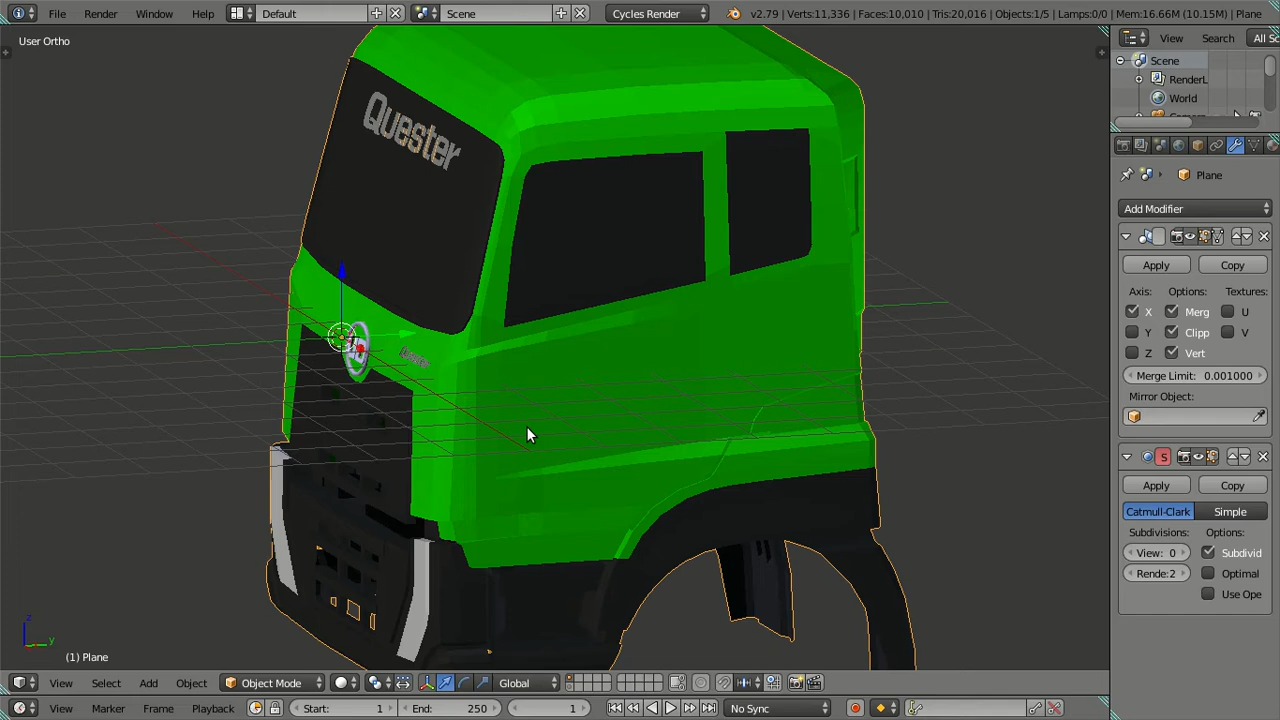 File Render Window Help Default Scene Cycles Render v2.79 | Verts:11,336 | Faces:10,010 | Tris:20,016 | Objects:1/5 | Lamps:0/0 | Mem:16.66M (10.15M) | Plane
User Ortho
View Search All Sc
Scene
RenderL
World
Quester
Plane
Add Modifier
Apply Copy
Axis: Options: Textures:
X Merg U
Y Clipp V
Z Vert
Merge Limit: 0.001000
Mirror Object:
Quester
S
Apply Copy
Catmull-Clark Simple
Subdivisions: Options:
View: 0 Subdivid
Rende:2 Optimal
Use Ope
z
y
(1) Plane
View Select Add Object Object Mode Global
View Marker Frame Playback Start: 1 End: 250 1 No Sync